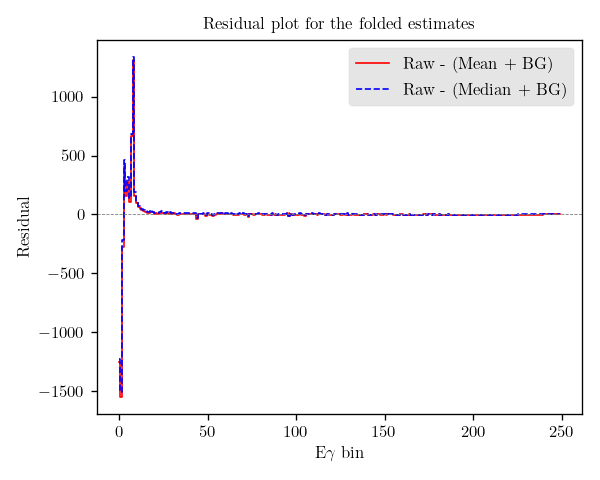 Residual plot for the folded estimates
Raw - (Mean + BG)
Raw - (Median + BG)
1000
500
0
−500
−1000
−1500
Residual
0 50 100 150 200 250
Eγ bin